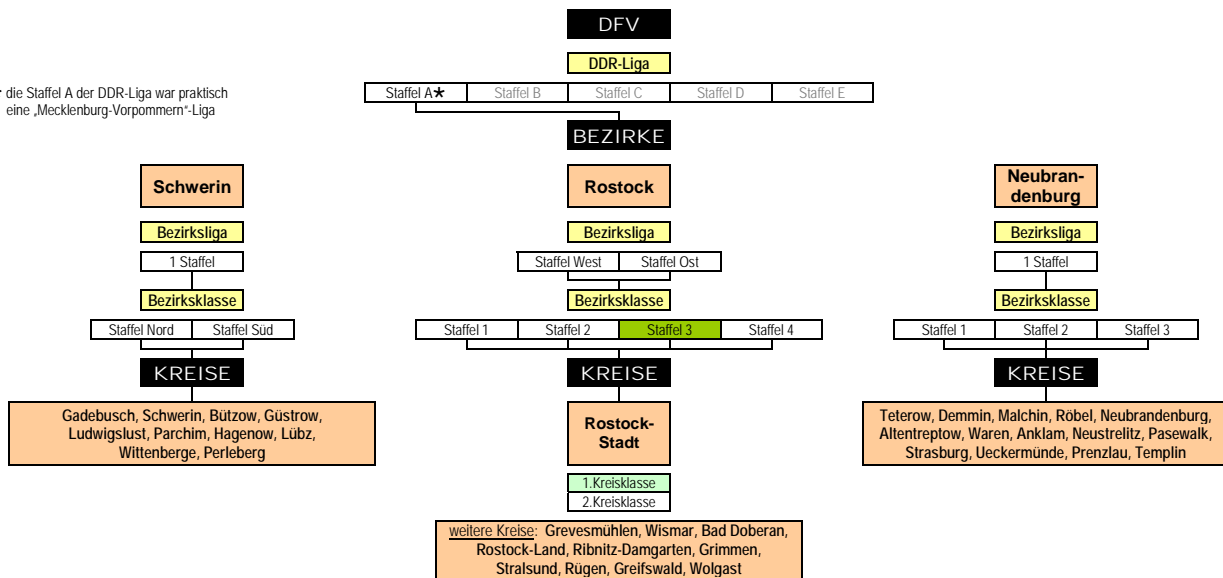 DFV
DDR-Liga
die Staffel A der DDR-Liga war praktisch
eine „Mecklenburg-Vorpommern“-Liga
Staffel A* Staffel B Staffel C Staffel D Staffel E
BEZIRKE
Schwerin
Bezirksliga
1 Staffel
Bezirksklasse
Staffel Nord Staffel Süd
KREISE
Gadebusch, Schwerin, Bützow, Güstrow,
Ludwigslust, Parchim, Hagenow, Lübz,
Wittenberge, Perleberg
Rostock
Bezirksliga
Staffel West Staffel Ost
Bezirksklasse
Staffel 1 Staffel 2 Staffel 3 Staffel 4
KREISE
Rostock-
Stadt
1.Kreisklasse
2.Kreisklasse
weitere Kreise: Grevesmühlen, Wismar, Bad Doberan,
Rostock-Land, Ribnitz-Damgarten, Grimmen,
Stralsund, Rügen, Greifswald, Wolgast
Neubran-
denburg
Bezirksliga
1 Staffel
Bezirksklasse
Staffel 1 Staffel 2 Staffel 3
KREISE
Teterow, Demmin, Malchin, Röbel, Neubrandenburg,
Altentreptow, Waren, Anklam, Neustrelitz, Pasewalk,
Strasburg, Ueckermünde, Prenzlau, Templin